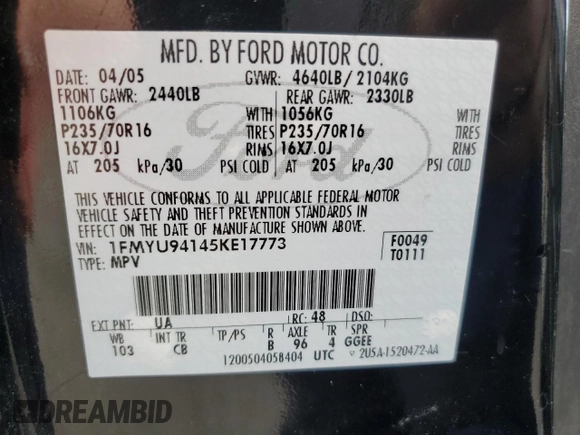 MFD. BY FORD MOTOR CO.
DATE: 04/05 GVWR: 4640LB/ 2104KG
FRONT GAWR: 2440LB REAR GAWR: 2330LB
1106KG WITH 1056KG WITH
P235/70R16 TIRES P235/70R16 TIRES
16X7.0J RIMS 16X7.0J RIMS
AT 205 kPa/30 PSI COLD AT 205 kPa/30 PSI COLD
THIS VEHICLE CONFORMS TO ALL APPLICABLE FEDERAL MOTOR
VEHICLE SAFETY AND THEFT PREVENTION STANDARDS IN
EFFECT ON THE DATE OF MANUFACTURE SHOWN ABOVE.
VIN: 1FMYU94145KE17773 F0049
TYPE: MPV T0111
EXT PNT: UA RC: 48 DSO:
WB INT TR TP/PS R AXLE TR SPR
103 CB B 96 4 GGEE
1200504058404 UTC 2U5A-1520472-AA
Ford
DREAMBID